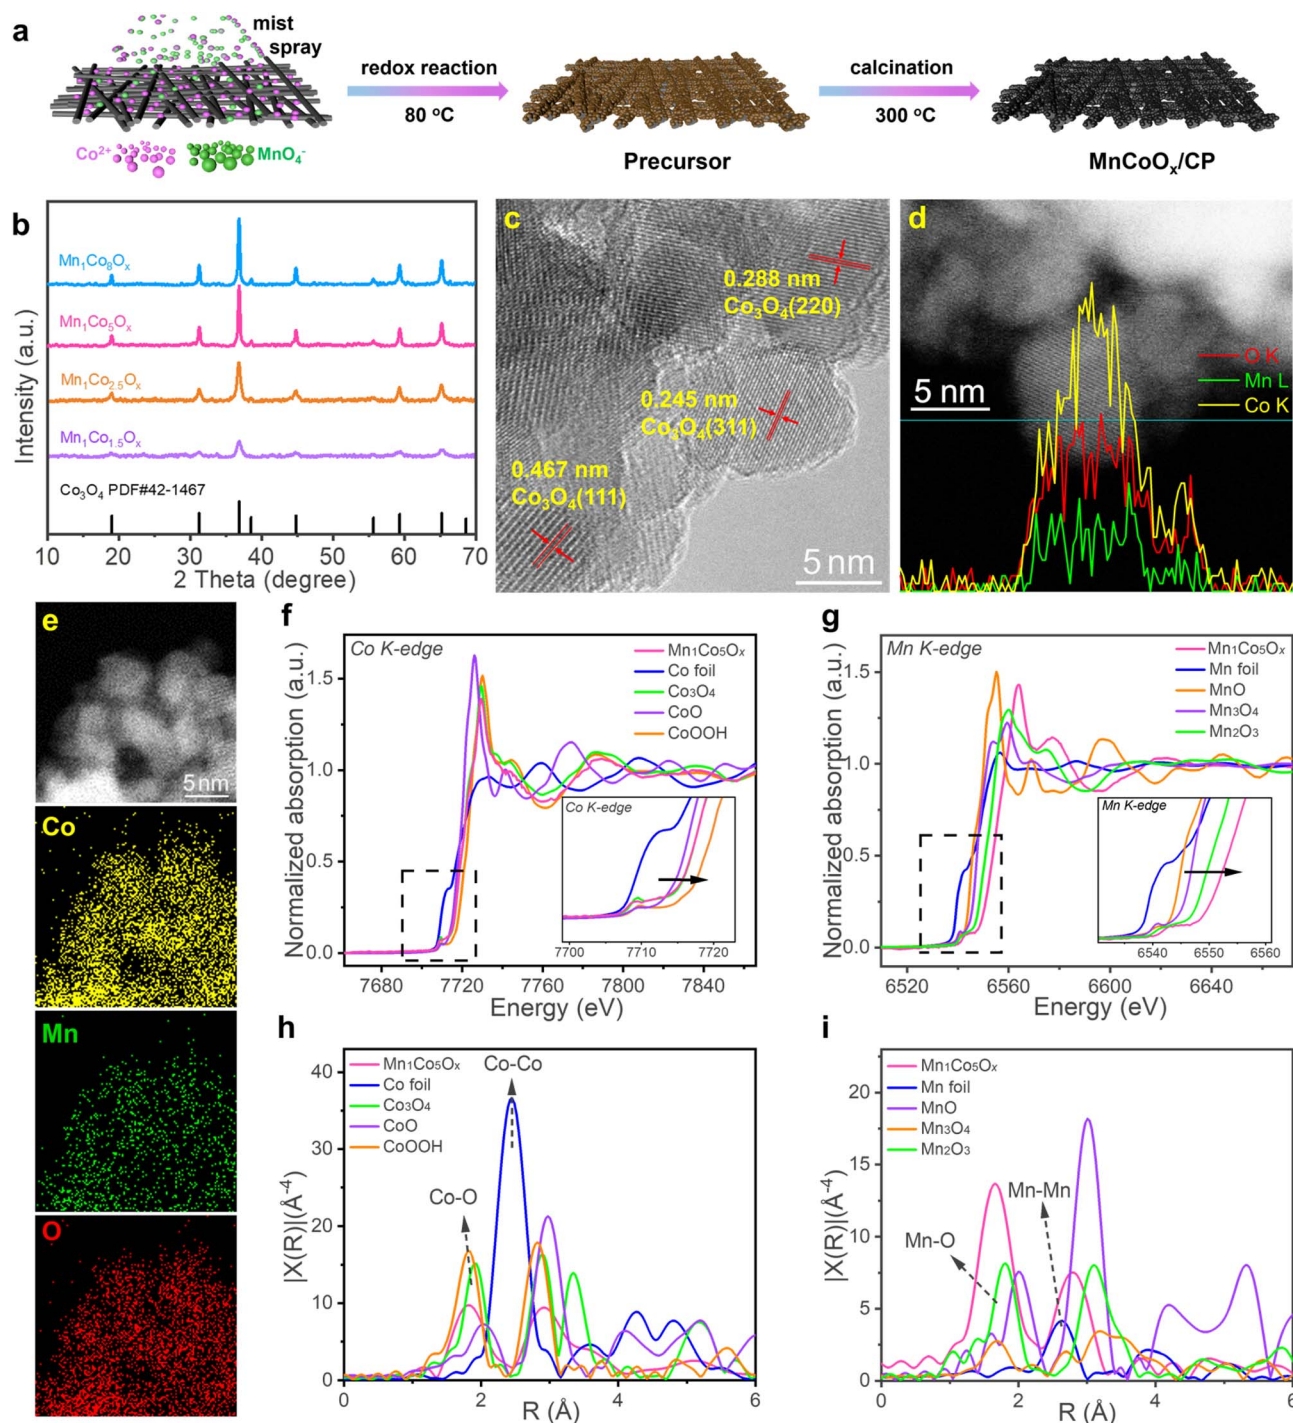 a
mist
spray
Co²⁺
MnO₄⁻
redox reaction
80 °C
Precursor
calcination
300 °C
MnCoOₓ/CP
b
Intensity (a.u.)
Mn₁Co₈Oₓ
Mn₁Co₅Oₓ
Mn₁Co₂.₅Oₓ
Mn₁Co₁.₅Oₓ
Co₃O₄ PDF#42-1467
10 20 30 40 50 60 70
2 Theta (degree)
c
0.288 nm
Co₃O₄(220)
0.245 nm
Co₃O₄(311)
0.467 nm
Co₃O₄(111)
5 nm
d
5 nm
O K
Mn L
Co K
e
5 nm
Co
Mn
O
f
Normalized absorption (a.u.)
Co K-edge
Mn₁Co₅Oₓ
Co foil
Co₃O₄
CoO
CoOOH
1.5
1.0
0.5
0.0
Co K-edge
7700 7710 7720
7680 7720 7760 7800 7840
Energy (eV)
g
Normalized absorption (a.u.)
Mn K-edge
Mn₁Co₅Oₓ
Mn foil
MnO
Mn₃O₄
Mn₂O₃
1.5
1.0
0.5
0.0
Mn K-edge
6540 6550 6560
6520 6560 6600 6640
Energy (eV)
h
|X(R)|(Å⁻⁴)
Mn₁Co₅Oₓ
Co foil
Co₃O₄
CoO
CoOOH
Co-Co
Co-O
40
30
20
10
0
0 2 4 6
R (Å)
i
|X(R)|(Å⁻⁴)
Mn₁Co₅Oₓ
Mn foil
MnO
Mn₃O₄
Mn₂O₃
Mn-Mn
Mn-O
20
15
10
5
0
0 2 4 6
R (Å)